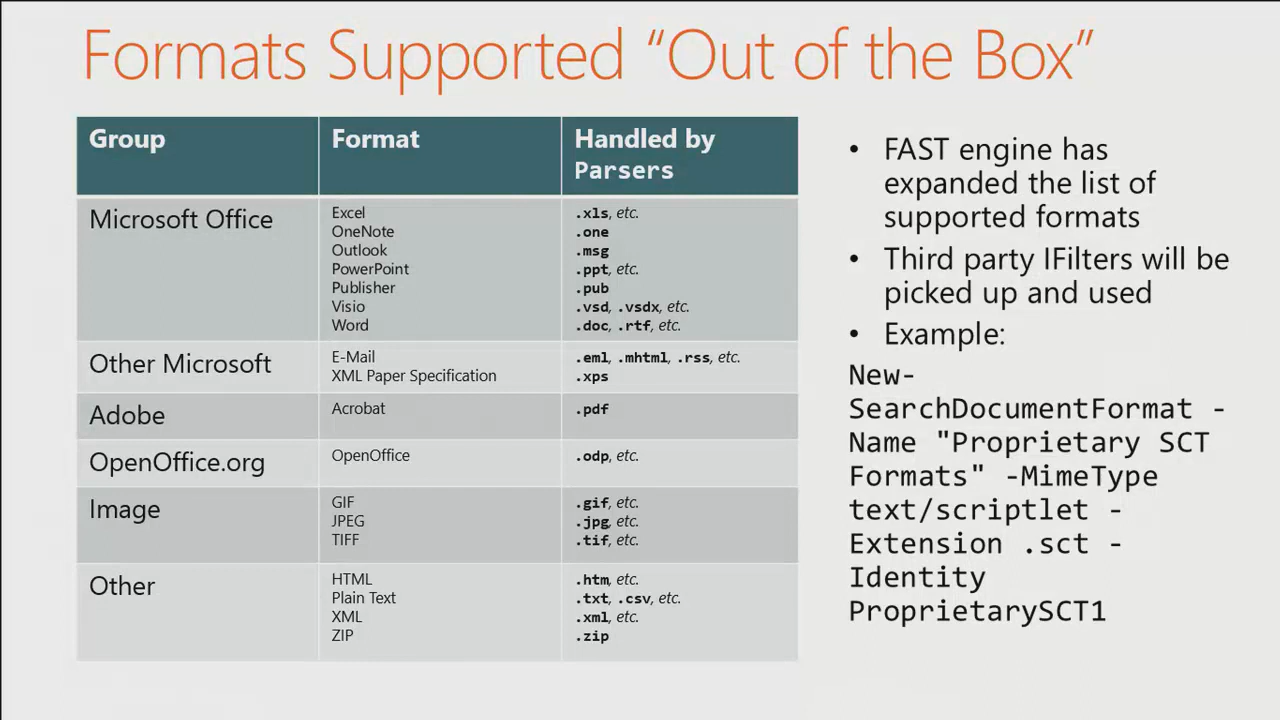 Formats Supported “Out of the Box”
Group Format Handled by
Parsers
Microsoft Office
Excel .xls, etc.
OneNote .one
Outlook .msg
PowerPoint .ppt, etc.
Publisher .pub
Visio .vsd, .vsdx, etc.
Word .doc, .rtf, etc.
Other Microsoft
E-Mail .eml, .mhtml, .rss, etc.
XML Paper Specification .xps
Adobe Acrobat .pdf
OpenOffice.org OpenOffice .odp, etc.
Image
GIF .gif, etc.
JPEG .jpg, etc.
TIFF .tif, etc.
Other
HTML .htm, etc.
Plain Text .txt, .csv, etc.
XML .xml, etc.
ZIP .zip
• FAST engine has
expanded the list of
supported formats
• Third party IFilters will be
picked up and used
• Example:
New-
SearchDocumentFormat -
Name "Proprietary SCT
Formats" -MimeType
text/scriptlet -
Extension .sct -
Identity
ProprietarySCT1